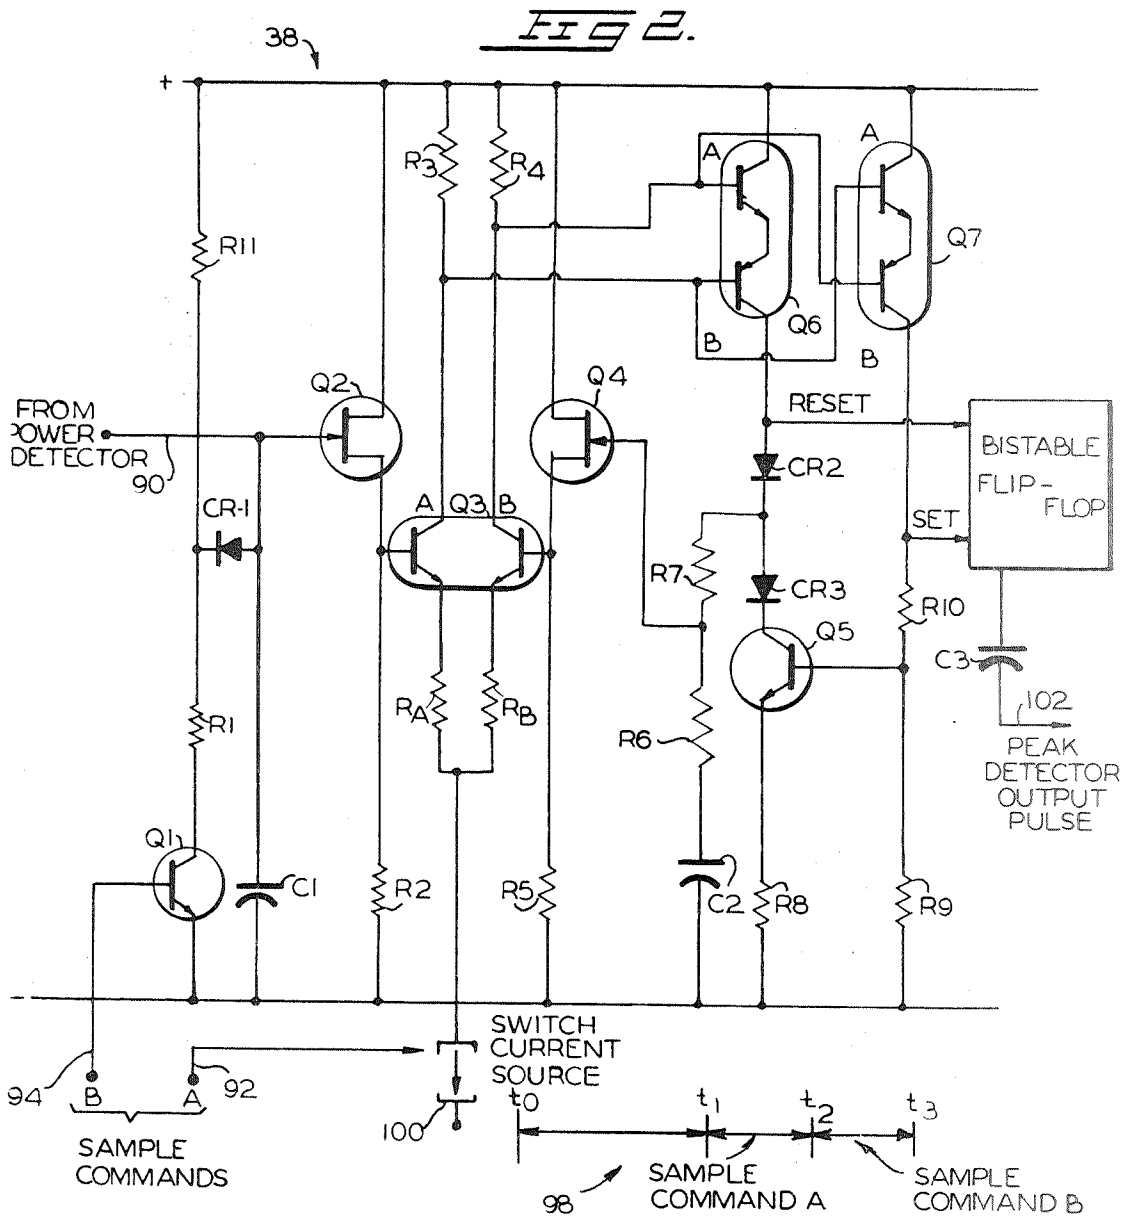 Fig 2.
38
+
R3
R4
A
A
R11
Q7
Q6
B
B
Q2
Q4
RESET
FROM
POWER
DETECTOR
90
BISTABLE
FLIP-
FLOP
CR2
CR-1
A Q3 B
SET
R7
CR3
R10
Q5
C3
RA
RB
R1
R6
102
PEAK
DETECTOR
OUTPUT
PULSE
Q1
C1
R2
R5
C2
R8
R9
-
SWITCH
CURRENT
SOURCE
94
B
A
92
100
t0
t1
t2
t3
SAMPLE
COMMANDS
98
SAMPLE
COMMAND A
SAMPLE
COMMAND B